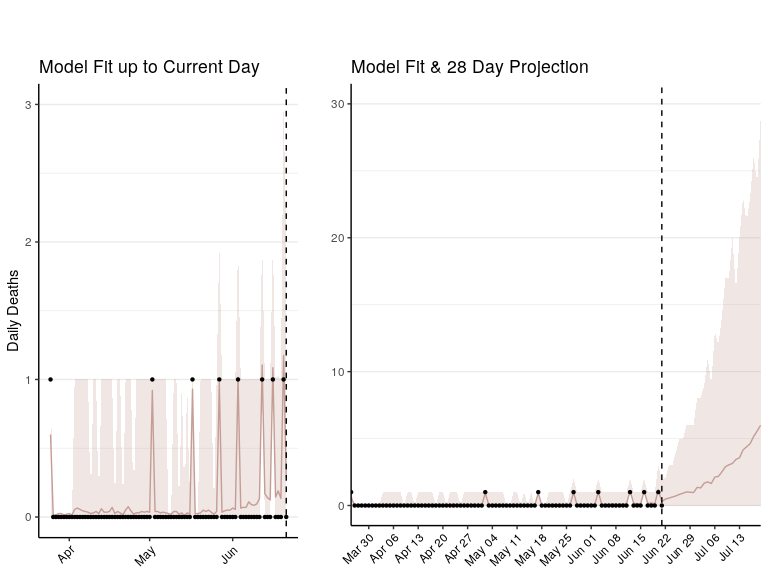 Model Fit up to Current Day
Daily Deaths
3
2
1
0
Apr
May
Jun
Model Fit & 28 Day Projection
30
20
10
0
Mar 30
Apr 06
Apr 13
Apr 20
Apr 27
May 04
May 11
May 18
May 25
Jun 01
Jun 08
Jun 15
Jun 22
Jun 29
Jul 06
Jul 13